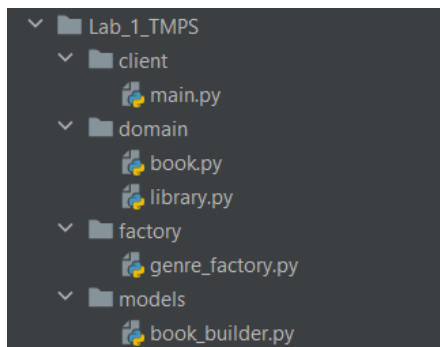 Lab_1_TMPS
client
main.py
domain
book.py
library.py
factory
genre_factory.py
models
book_builder.py